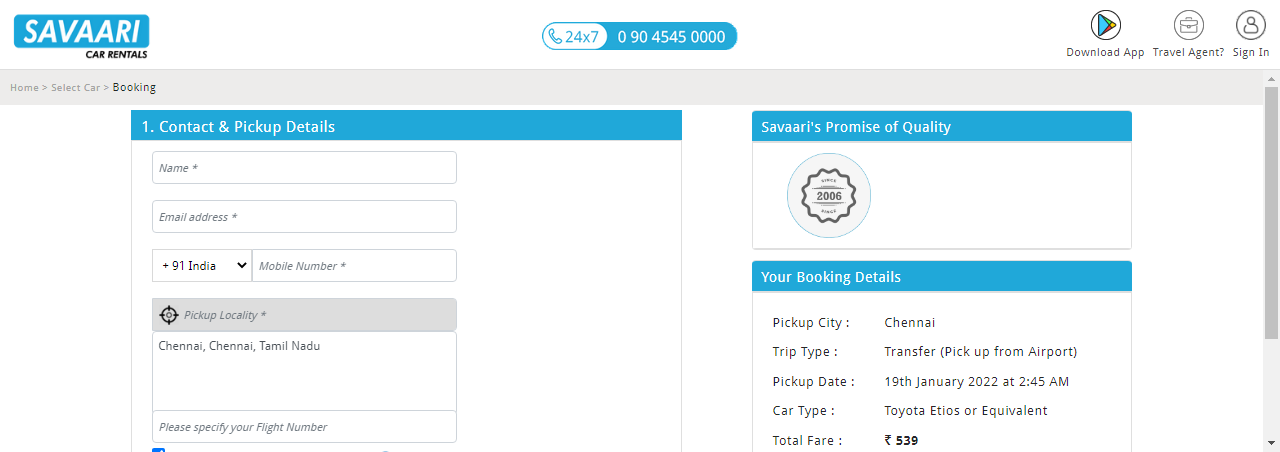 SAVAARI
CAR RENTALS
24x7 0 90 4545 0000
Download App
Travel Agent?
Sign In
Home > Select Car > Booking
1. Contact & Pickup Details
Name *
Email address *
+ 91 India
Mobile Number *
Pickup Locality *
Chennai, Chennai, Tamil Nadu
Please specify your Flight Number
Savaari's Promise of Quality
SINCE
2006
SINCE
Your Booking Details
Pickup City : Chennai
Trip Type : Transfer (Pick up from Airport)
Pickup Date : 19th January 2022 at 2:45 AM
Car Type : Toyota Etios or Equivalent
Total Fare : ₹ 539